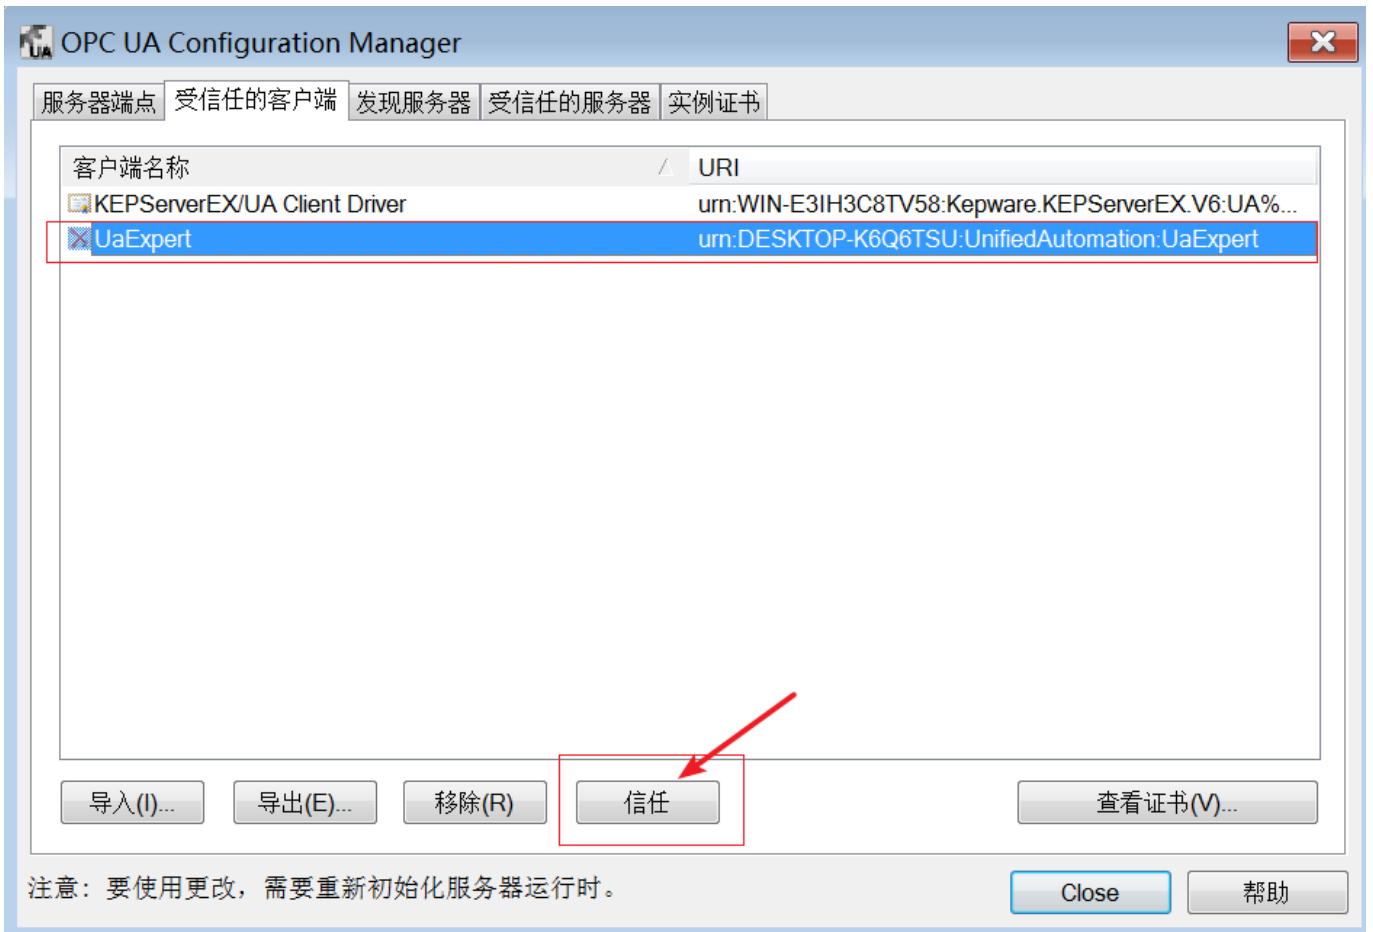 OPC UA Configuration Manager
服务器端点 受信任的客户端 发现服务器 受信任的服务器 实例证书
客户端名称 URI
KEPServerEX/UA Client Driver urn:WIN-E3IH3C8TV58:Kepware.KEPServerEX.V6:UA%...
UaExpert urn:DESKTOP-K6Q6TSU:UnifiedAutomation:UaExpert
导入(I)... 导出(E)... 移除(R) 信任 查看证书(V)...
注意: 要使用更改，需要重新初始化服务器运行时。
Close 帮助